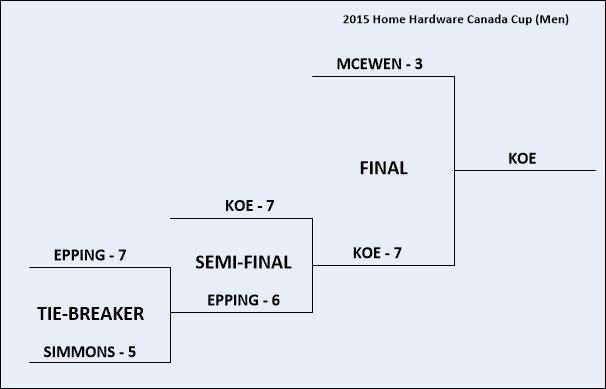 2015 Home Hardware Canada Cup (Men)
MCEWEN - 3
FINAL
KOE
KOE - 7
KOE - 7
EPPING - 7
SEMI-FINAL
EPPING - 6
TIE-BREAKER
SIMMONS - 5